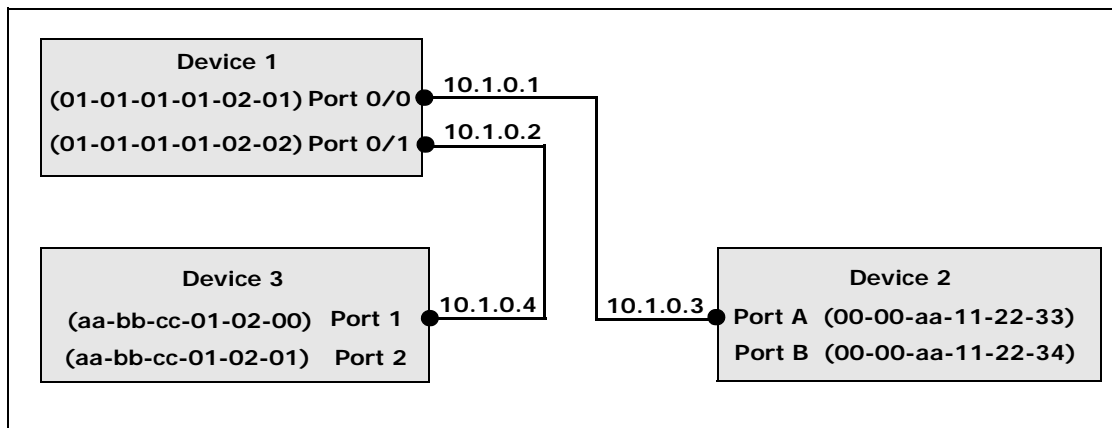 Device 1
(01-01-01-01-02-01) Port 0/0
10.1.0.1
(01-01-01-01-02-02) Port 0/1
10.1.0.2
Device 3
(aa-bb-cc-01-02-00) Port 1
10.1.0.4
(aa-bb-cc-01-02-01) Port 2
Device 2
10.1.0.3
Port A (00-00-aa-11-22-33)
Port B (00-00-aa-11-22-34)